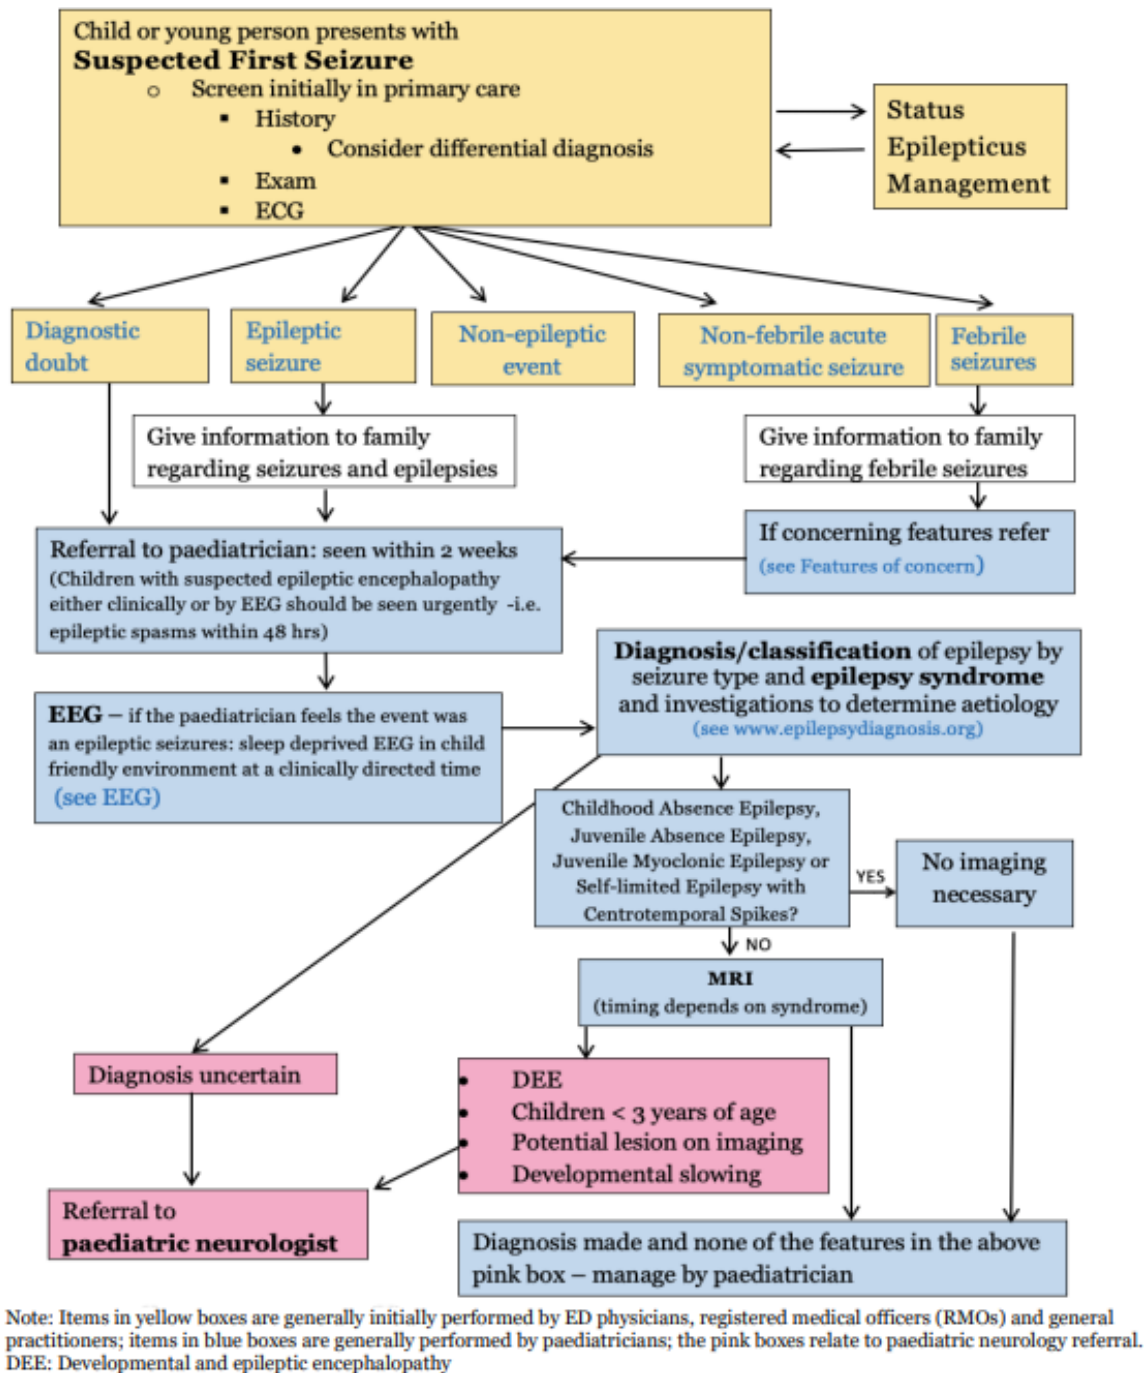 Child or young person presents with
Suspected First Seizure
o Screen initially in primary care
▪ History
• Consider differential diagnosis
▪ Exam
▪ ECG
Status
Epilepticus
Management
Diagnostic
doubt
Epileptic
seizure
Non-epileptic
event
Non-febrile acute
symptomatic seizure
Febrile
seizures
Give information to family
regarding seizures and epilepsies
Give information to family
regarding febrile seizures
Referral to paediatrician: seen within 2 weeks
(Children with suspected epileptic encephalopathy
either clinically or by EEG should be seen urgently -i.e.
epileptic spasms within 48 hrs)
If concerning features refer
(see Features of concern)
EEG – if the paediatrician feels the event was
an epileptic seizures: sleep deprived EEG in child
friendly environment at a clinically directed time
(see EEG)
Diagnosis/classification of epilepsy by
seizure type and epilepsy syndrome
and investigations to determine aetiology
(see www.epilepsydiagnosis.org)
Childhood Absence Epilepsy,
Juvenile Absence Epilepsy,
Juvenile Myoclonic Epilepsy or
Self-limited Epilepsy with
Centrotemporal Spikes?
YES
No imaging
necessary
NO
MRI
(timing depends on syndrome)
Diagnosis uncertain
• DEE
• Children < 3 years of age
• Potential lesion on imaging
• Developmental slowing
Referral to
paediatric neurologist
Diagnosis made and none of the features in the above
pink box – manage by paediatrician
Note: Items in yellow boxes are generally initially performed by ED physicians, registered medical officers (RMOs) and general
practitioners; items in blue boxes are generally performed by paediatricians; the pink boxes relate to paediatric neurology referral.
DEE: Developmental and epileptic encephalopathy